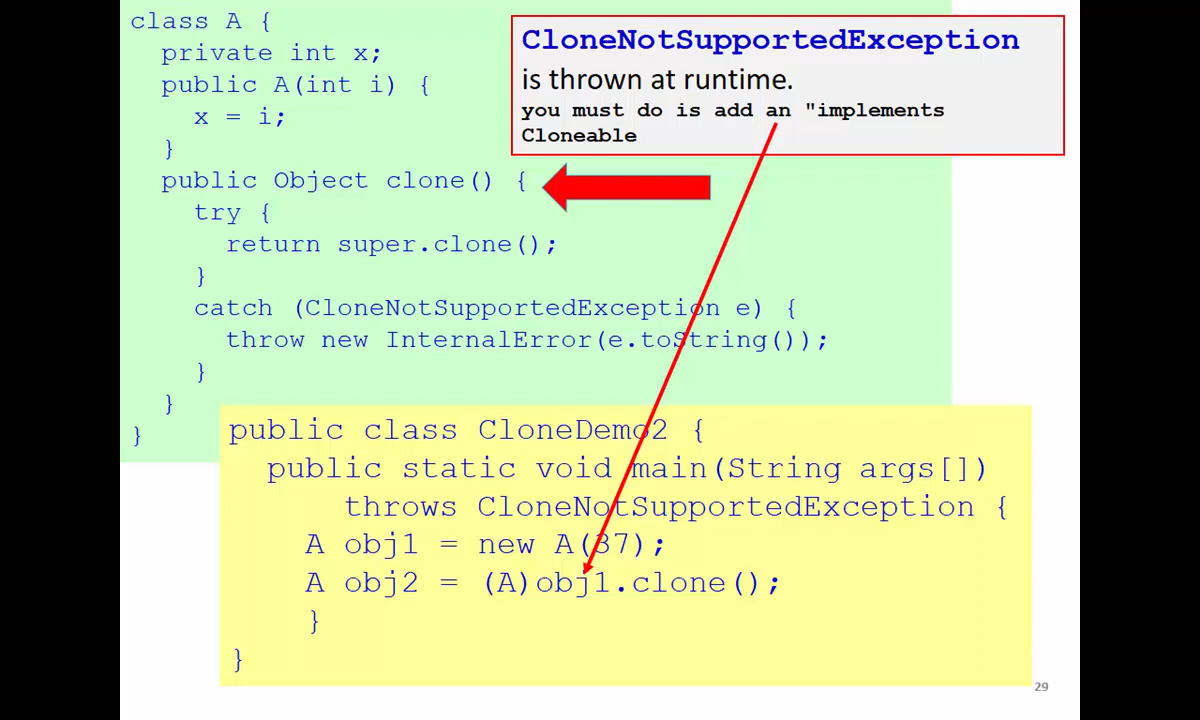 class A {
private int x;
public A(int i) {
x = i;
}
public Object clone() {
try {
return super.clone();
}
catch (CloneNotSupportedException e) {
throw new InternalError(e.toString());
}
}
}
CloneNotSupportedException
is thrown at runtime.
you must do is add an "implements
Cloneable
public class CloneDemo2 {
public static void main(String args[])
throws CloneNotSupportedException {
A obj1 = new A(37);
A obj2 = (A)obj1.clone();
}
}
29